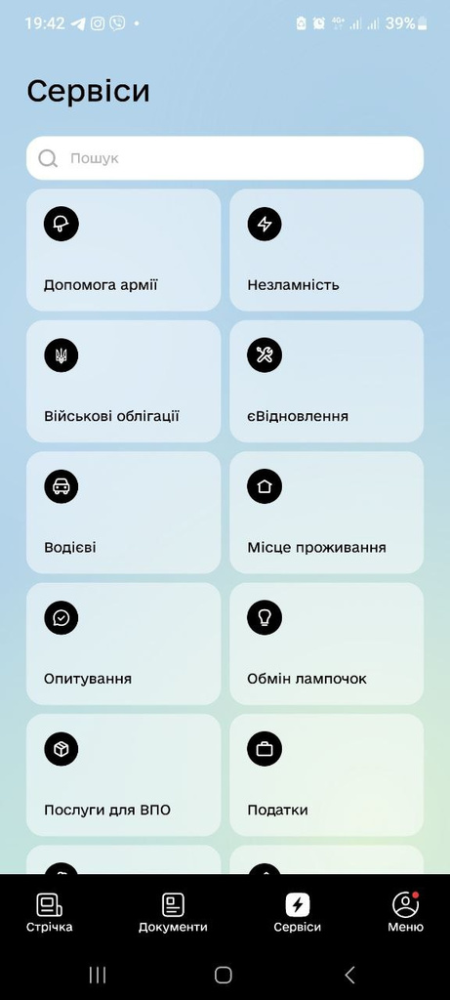 19:42
4G+
39%
Сервіси
Пошук
Допомога армії
Незламність
Військові облігації
єВідновлення
Водієві
Місце проживання
Опитування
Обмін лампочок
Послуги для ВПО
Податки
Стрічка
Документи
Сервіси
Меню